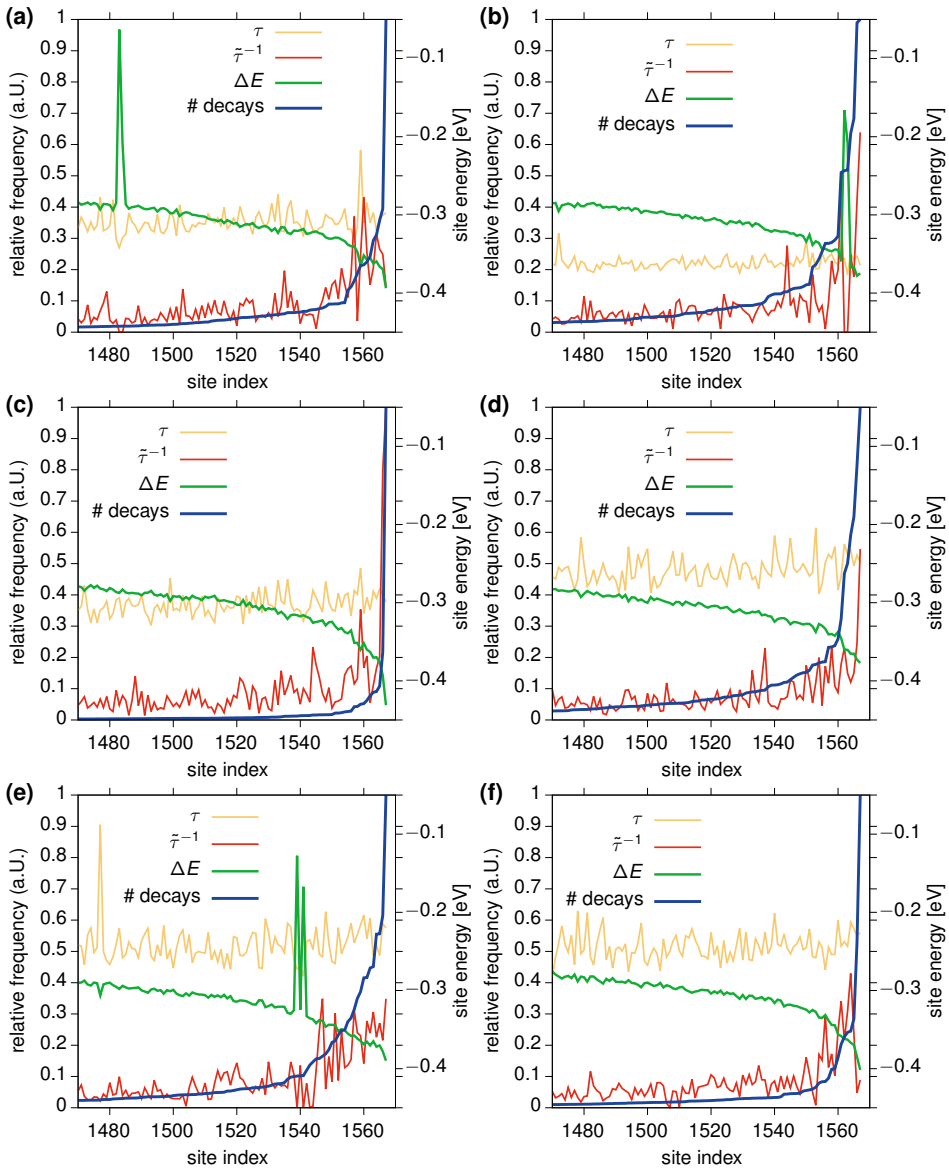 (a)
τ
τ̃⁻¹
ΔE
# decays
relative frequency (a.U.)
1
0.9
0.8
0.7
0.6
0.5
0.4
0.3
0.2
0.1
0
1480 1500 1520 1540 1560
site index
−0.1
−0.2
−0.3
−0.4
site energy [eV]
(b)
τ
τ̃⁻¹
ΔE
# decays
relative frequency (a.U.)
1
0.9
0.8
0.7
0.6
0.5
0.4
0.3
0.2
0.1
0
1480 1500 1520 1540 1560
site index
−0.1
−0.2
−0.3
−0.4
site energy [eV]
(c)
τ
τ̃⁻¹
ΔE
# decays
relative frequency (a.U.)
1
0.9
0.8
0.7
0.6
0.5
0.4
0.3
0.2
0.1
0
1480 1500 1520 1540 1560
site index
−0.1
−0.2
−0.3
−0.4
site energy [eV]
(d)
τ
τ̃⁻¹
ΔE
# decays
relative frequency (a.U.)
1
0.9
0.8
0.7
0.6
0.5
0.4
0.3
0.2
0.1
0
1480 1500 1520 1540 1560
site index
−0.1
−0.2
−0.3
−0.4
site energy [eV]
(e)
τ
τ̃⁻¹
ΔE
# decays
relative frequency (a.U.)
1
0.9
0.8
0.7
0.6
0.5
0.4
0.3
0.2
0.1
0
1480 1500 1520 1540 1560
site index
−0.1
−0.2
−0.3
−0.4
site energy [eV]
(f)
τ
τ̃⁻¹
ΔE
# decays
relative frequency (a.U.)
1
0.9
0.8
0.7
0.6
0.5
0.4
0.3
0.2
0.1
0
1480 1500 1520 1540 1560
site index
−0.1
−0.2
−0.3
−0.4
site energy [eV]